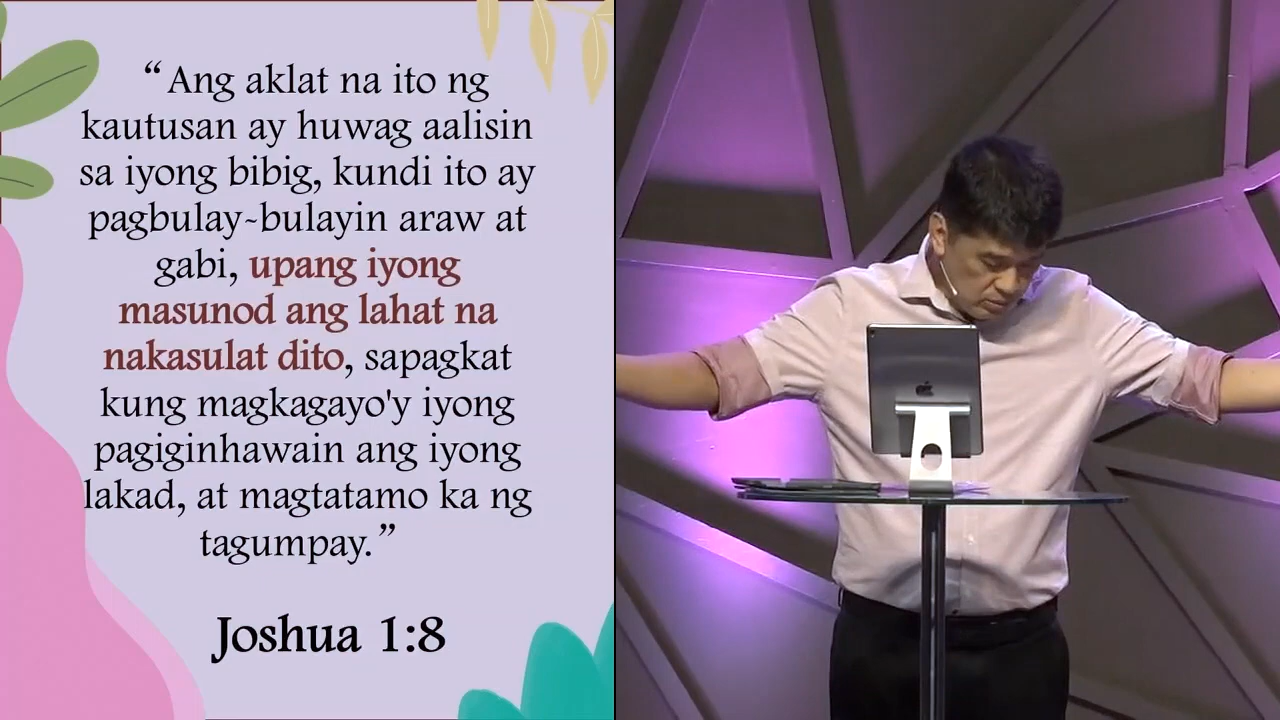 “Ang aklat na ito ng
kautusan ay huwag aalisin
sa iyong bibig, kundi ito ay
pagbulay-bulayin araw at
gabi, upang iyong
masunod ang lahat na
nakasulat dito, sapagkat
kung magkagayo'y iyong
pagiginhawain ang iyong
lakad, at magtatamo ka ng
tagumpay.”
Joshua 1:8